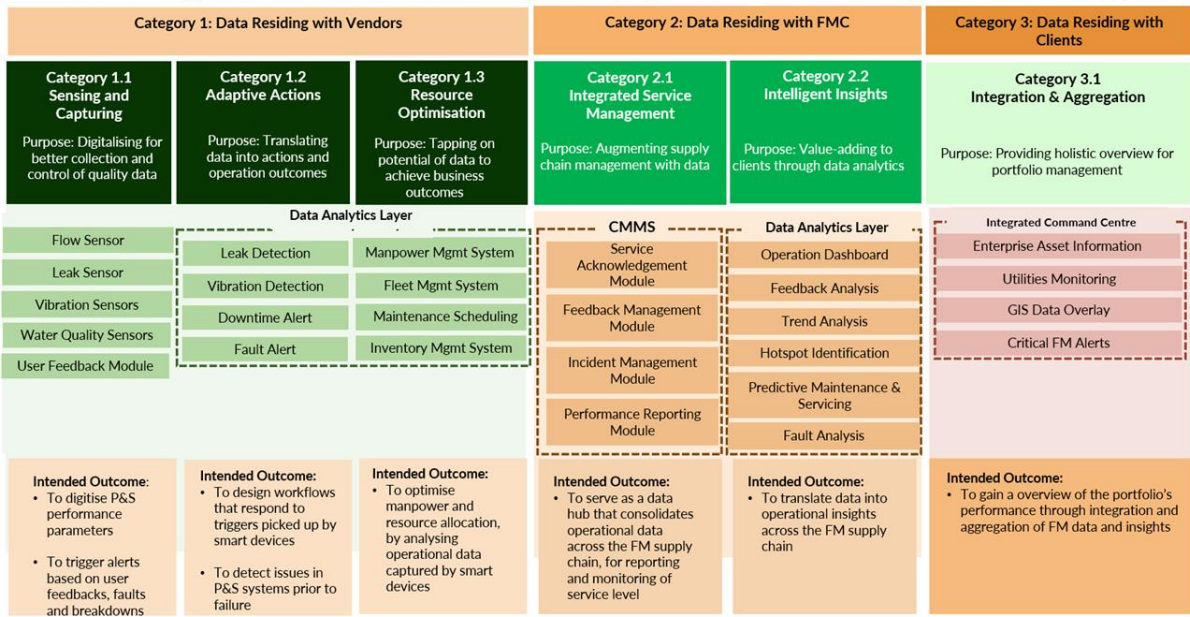 Category 1: Data Residing with Vendors
Category 2: Data Residing with FMC
Category 3: Data Residing with
Clients
Category 1.1
Sensing and
Capturing
Purpose: Digitalising for
better collection and
control of quality data
Category 1.2
Adaptive Actions
Purpose: Translating
data into actions and
operation outcomes
Category 1.3
Resource
Optimisation
Purpose: Tapping on
potential of data to
achieve business
outcomes
Category 2.1
Integrated Service
Management
Purpose: Augmenting supply
chain management with data
Category 2.2
Intelligent Insights
Purpose: Value-adding to
clients through data analytics
Category 3.1
Integration & Aggregation
Purpose: Providing holistic overview for
portfolio management
Flow Sensor
Leak Sensor
Vibration Sensors
Water Quality Sensors
User Feedback Module
Data Analytics Layer
Leak Detection
Vibration Detection
Downtime Alert
Fault Alert
Manpower Mgmt System
Fleet Mgmt System
Maintenance Scheduling
Inventory Mgmt System
CMMS
Service
Acknowledgement
Module
Feedback Management
Module
Incident Management
Module
Performance Reporting
Module
Data Analytics Layer
Operation Dashboard
Feedback Analysis
Trend Analysis
Hotspot Identification
Predictive Maintenance &
Servicing
Fault Analysis
Integrated Command Centre
Enterprise Asset Information
Utilities Monitoring
GIS Data Overlay
Critical FM Alerts
Intended Outcome:
• To digitise P&S
performance
parameters
• To trigger alerts
based on user
feedbacks, faults
and breakdowns
Intended Outcome:
• To design workflows
that respond to
triggers picked up by
smart devices
• To detect issues in
P&S systems prior to
failure
Intended Outcome:
• To optimise
manpower and
resource allocation,
by analysing
operational data
captured by smart
devices
Intended Outcome:
• To serve as a data
hub that consolidates
operational data
across the FM supply
chain, for reporting
and monitoring of
service level
Intended Outcome:
• To translate data into
operational insights
across the FM supply
chain
Intended Outcome:
• To gain a overview of the portfolio's
performance through integration and
aggregation of FM data and insights